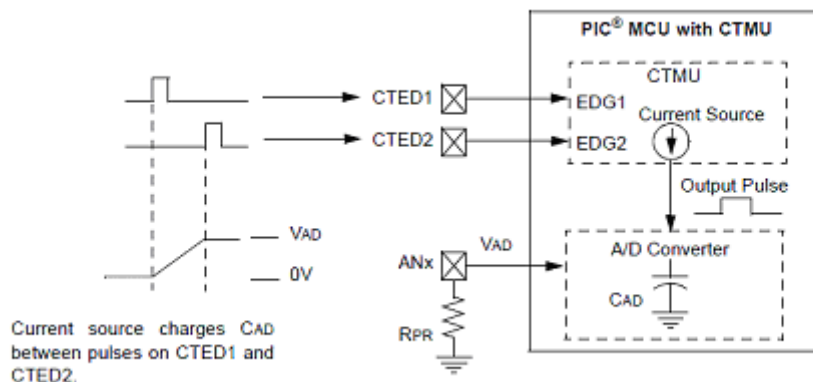 PIC® MCU with CTMU
CTMU
CTED1
EDG1
Current Source
CTED2
EDG2
Output Pulse
VAD
0V
ANx
VAD
A/D Converter
CAD
RPR
Current source charges CAD
between pulses on CTED1 and
CTED2.